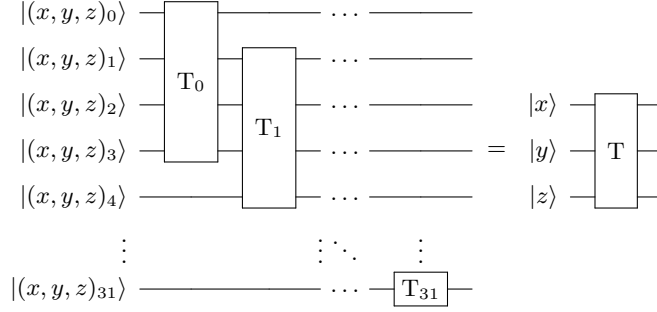 |(x, y, z)₀⟩ ⋯
|(x, y, z)₁⟩ ⋯
T₀
|(x, y, z)₂⟩ ⋯ |x⟩
T₁
|(x, y, z)₃⟩ ⋯ = |y⟩ T
|(x, y, z)₄⟩ ⋯ |z⟩
⋮ ⋮ ⋱ ⋮
|(x, y, z)₃₁⟩ ⋯ T₃₁